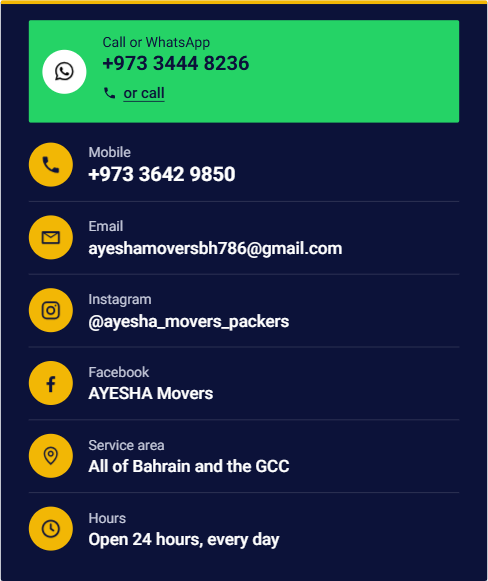 Call or WhatsApp
+973 3444 8236
or call
Mobile
+973 3642 9850
Email
ayeshamoversbh786@gmail.com
Instagram
@ayesha_movers_packers
Facebook
AYESHA Movers
Service area
All of Bahrain and the GCC
Hours
Open 24 hours, every day